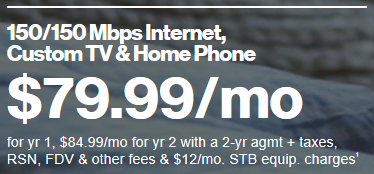 150/150 Mbps Internet,
Custom TV & Home Phone
$79.99/mo
for yr 1, $84.99/mo for yr 2 with a 2-yr agmt + taxes,
RSN, FDV & other fees & $12/mo. STB equip. charges¹